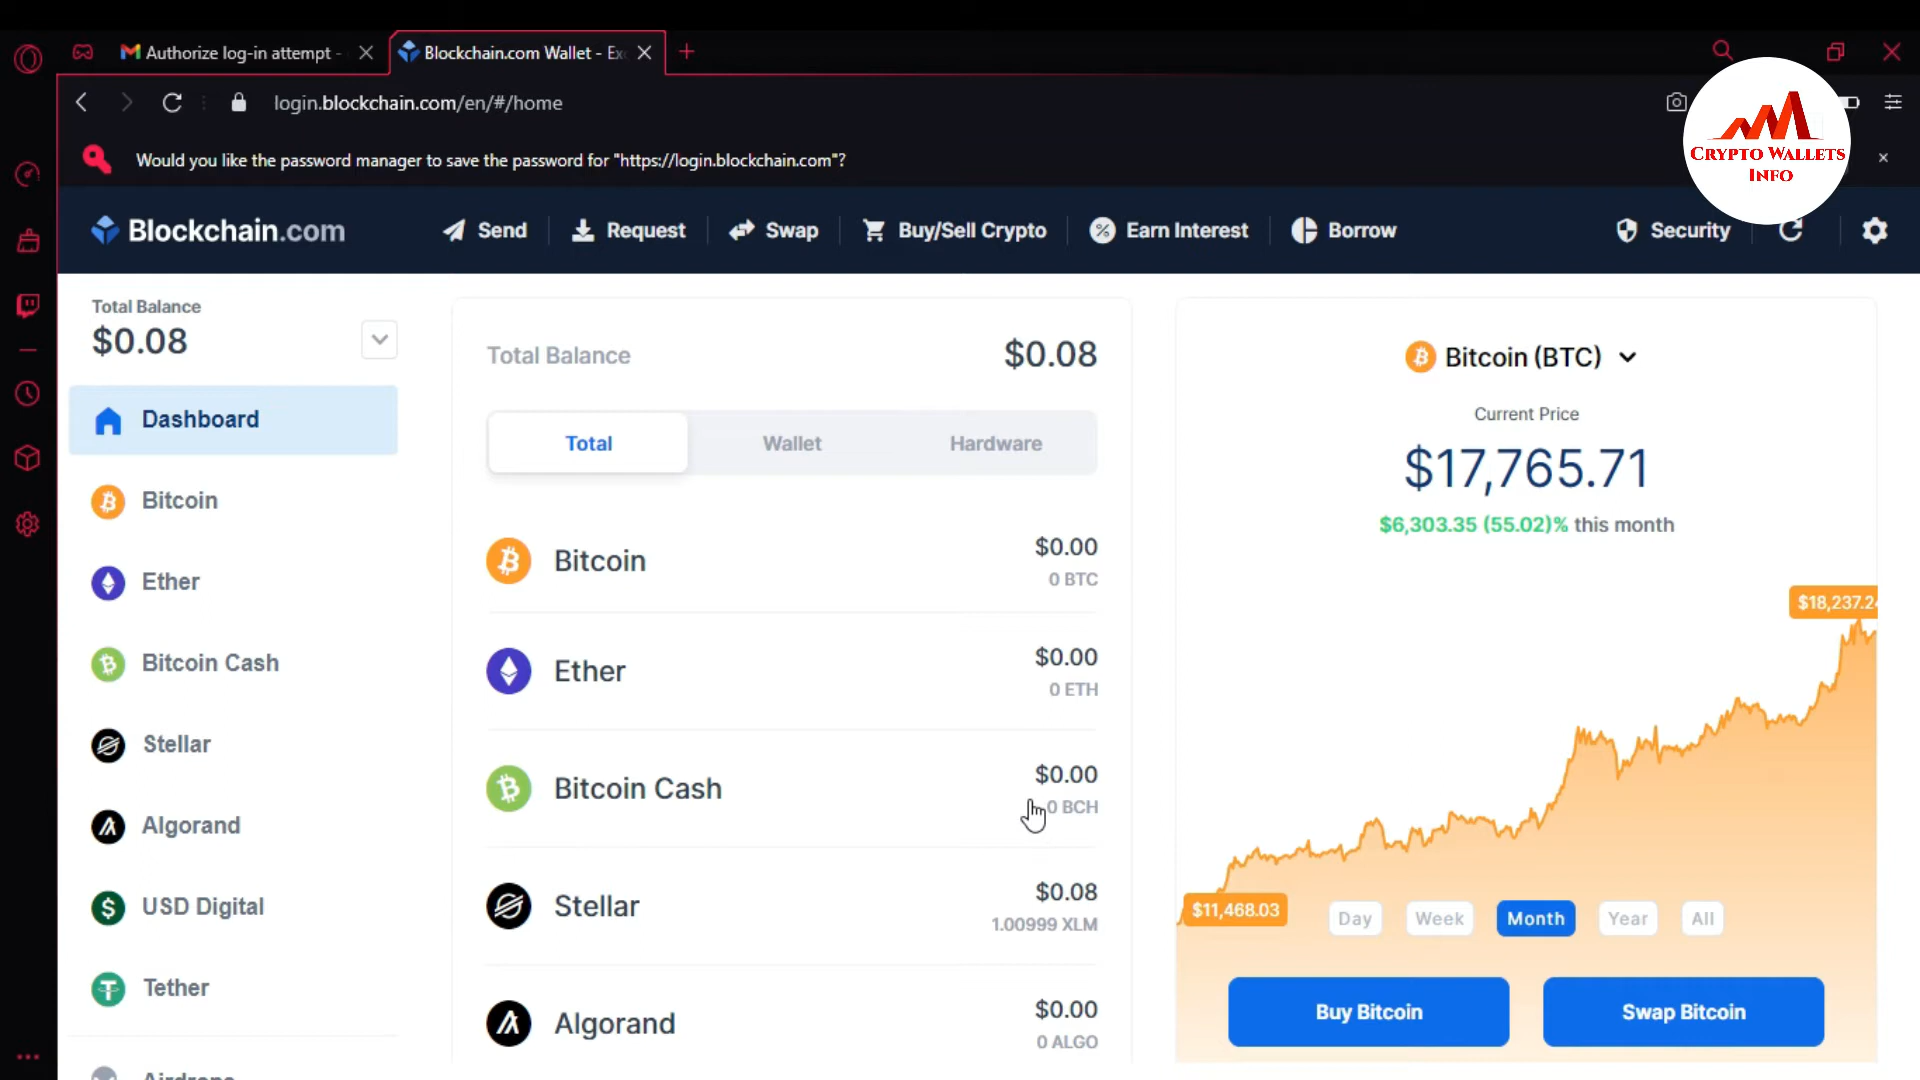 Authorize log-in attempt -
Blockchain.com Wallet - Ex
login.blockchain.com/en/#/home
Would you like the password manager to save the password for "https://login.blockchain.com"?
CRYPTO WALLETS
INFO
Blockchain.com
Send
Request
Swap
Buy/Sell Crypto
Earn Interest
Borrow
Security
Total Balance
$0.08
Dashboard
Bitcoin
Ether
Bitcoin Cash
Stellar
Algorand
USD Digital
Tether
Total Balance
$0.08
Total
Wallet
Hardware
Bitcoin
$0.00
0 BTC
Ether
$0.00
0 ETH
Bitcoin Cash
$0.00
0 BCH
Stellar
$0.08
1.00999 XLM
Algorand
$0.00
0 ALGO
Bitcoin (BTC)
Current Price
$17,765.71
$6,303.35 (55.02)% this month
$18,237.24
$11,468.03
Day
Week
Month
Year
All
Buy Bitcoin
Swap Bitcoin